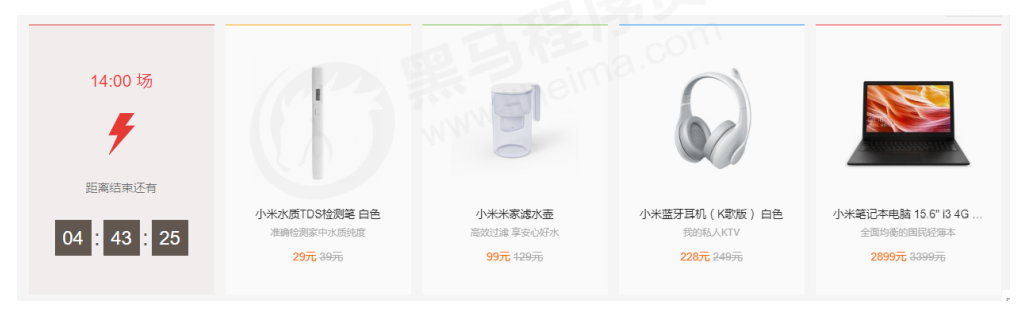 黑马程序员
www.itheima.com
14:00 场
距离结束还有
04 : 43 : 25
小米水质TDS检测笔 白色
准确检测家中水质纯度
29元 39元
小米米家滤水壶
高效过滤 享安心好水
99元 129元
小米蓝牙耳机（K歌版） 白色
我的私人KTV
228元 249元
小米笔记本电脑 15.6" i3 4G ...
全面均衡的国民轻薄本
2899元 3399元